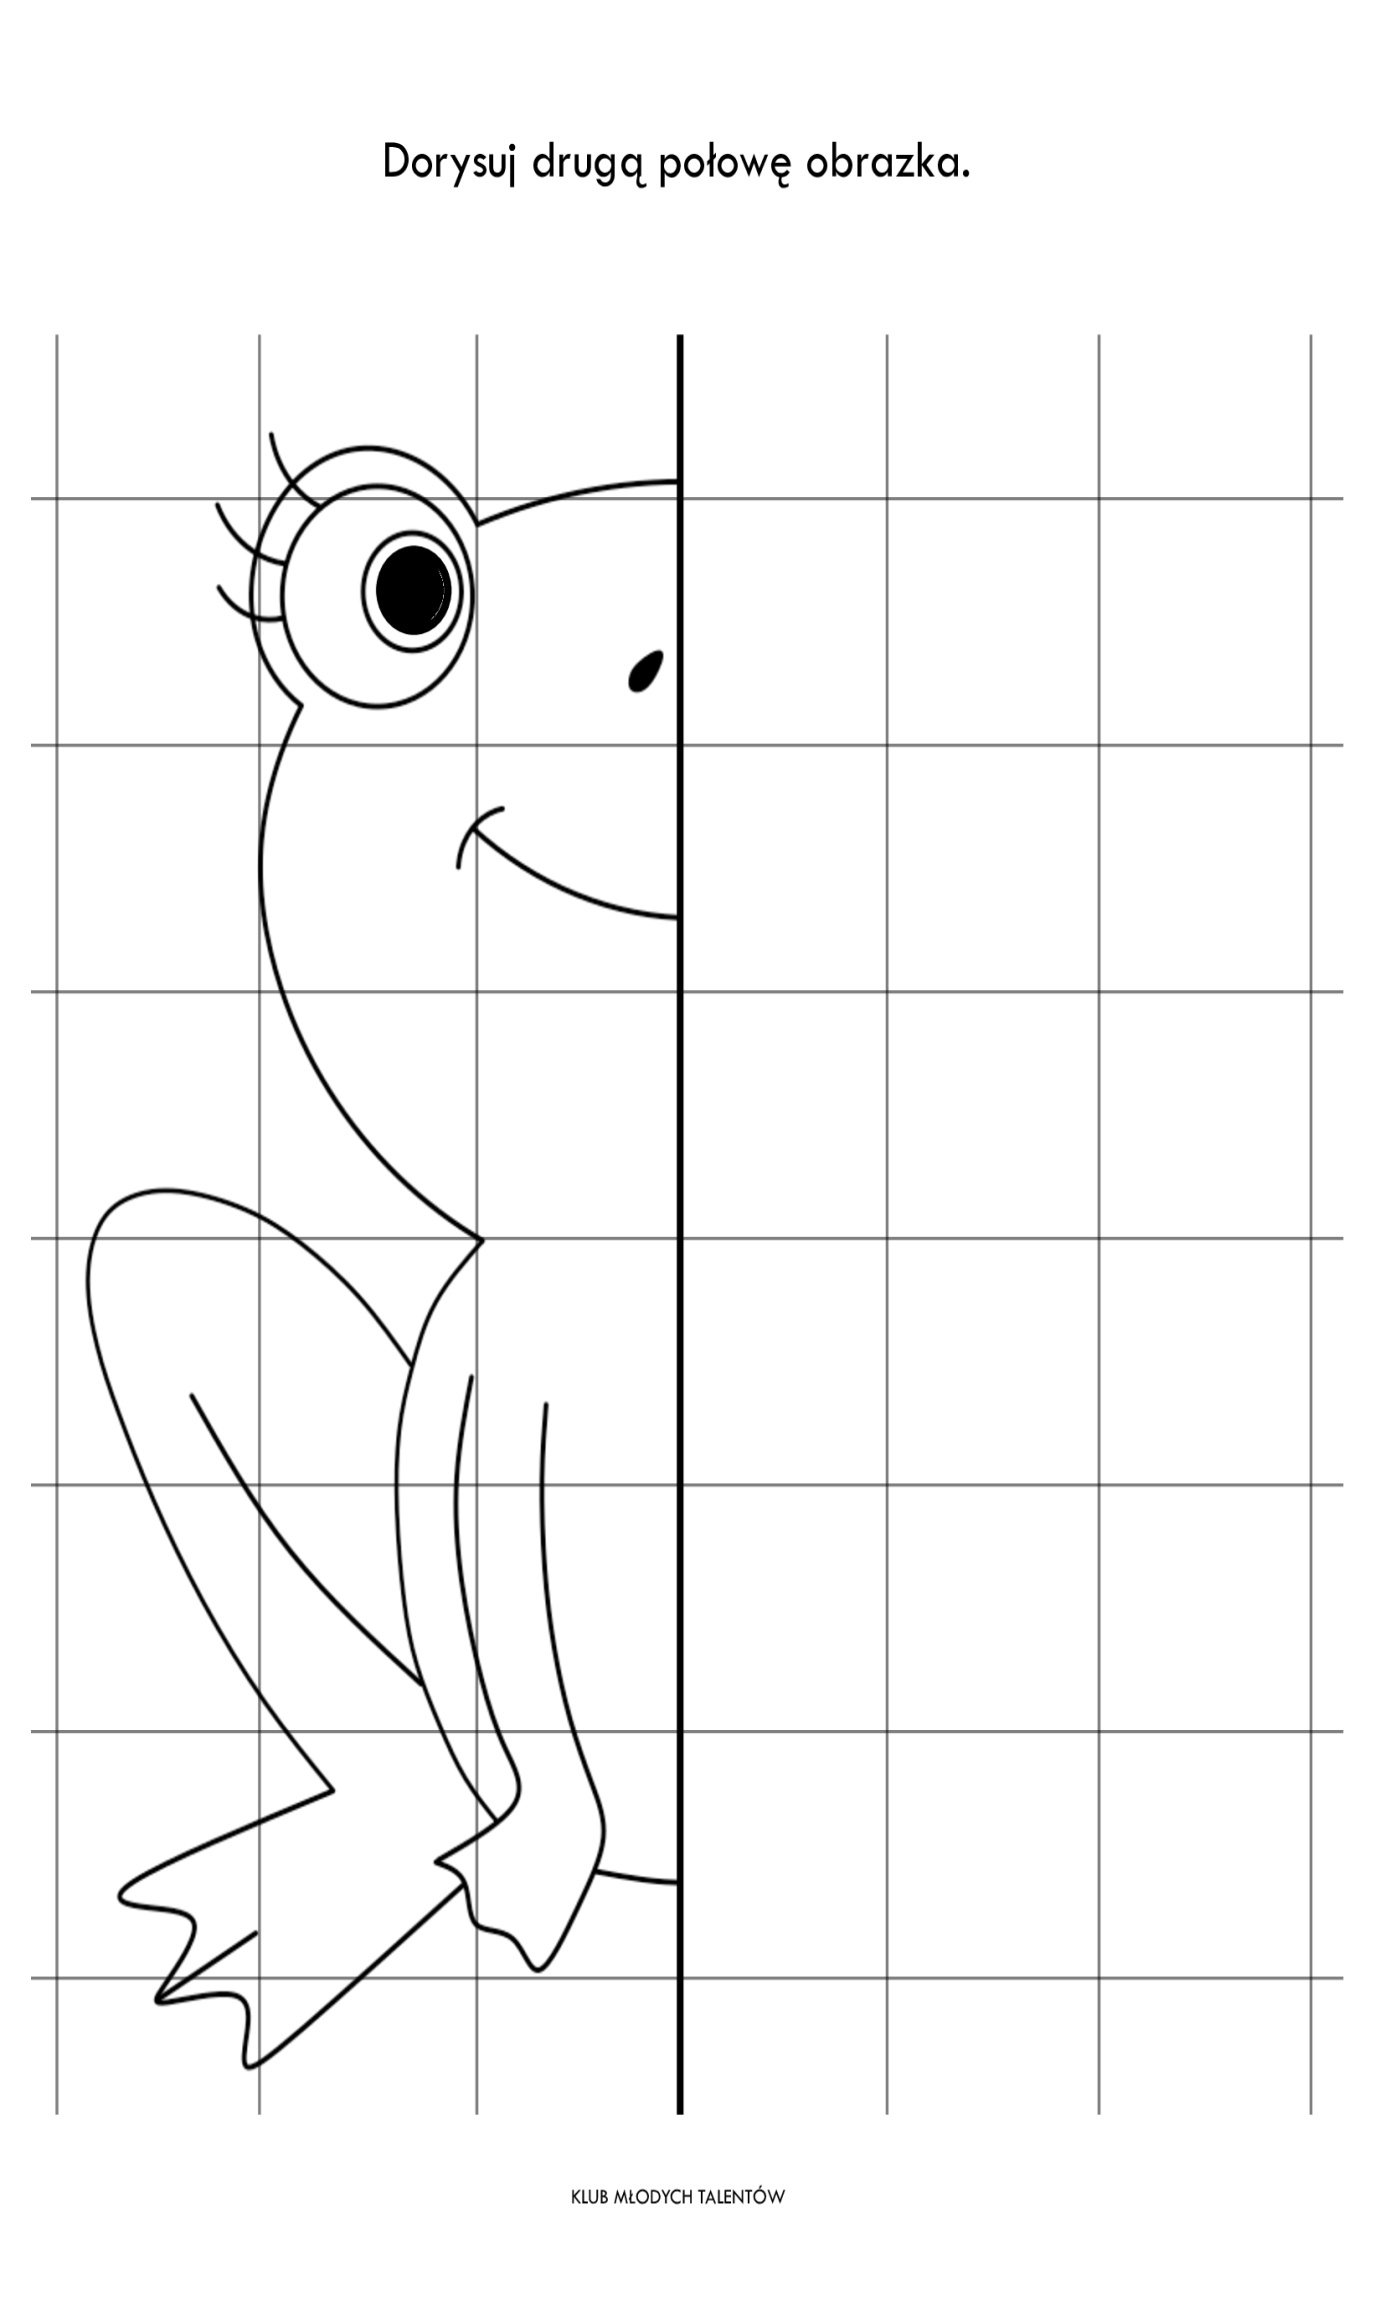 Dorysuj drugą połowę obrazka.
KLUB MŁODYCH TALENTÓW